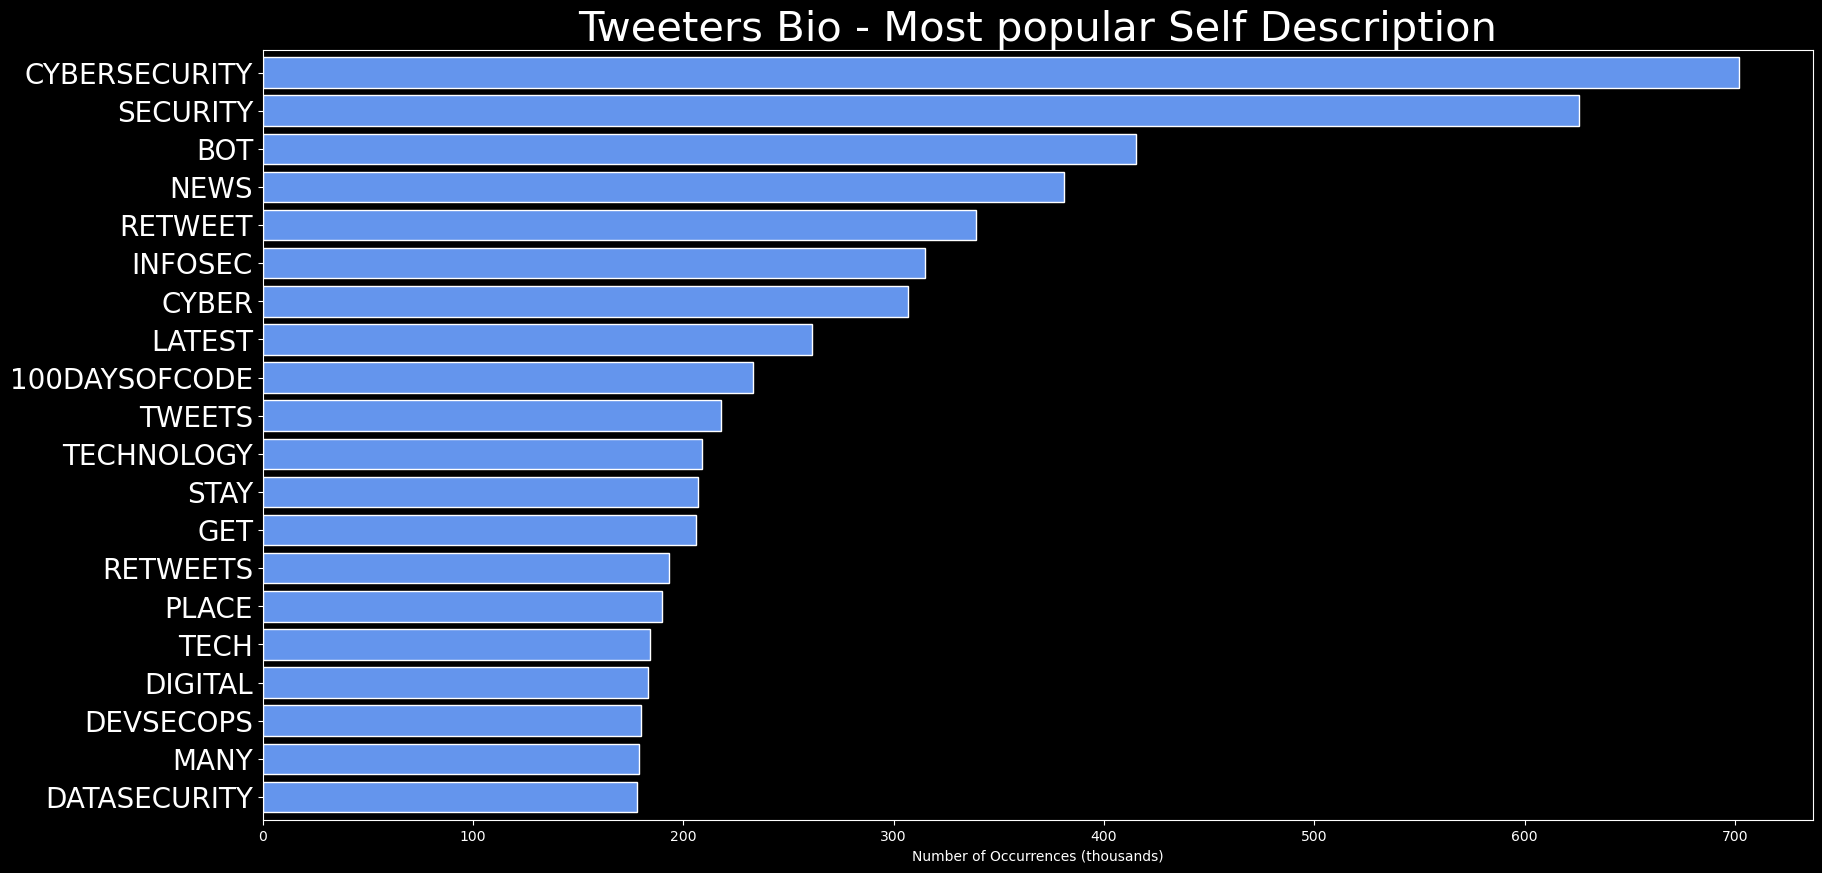 Tweeters Bio - Most popular Self Description
CYBERSECURITY
SECURITY
BOT
NEWS
RETWEET
INFOSEC
CYBER
LATEST
100DAYSOFCODE
TWEETS
TECHNOLOGY
STAY
GET
RETWEETS
PLACE
TECH
DIGITAL
DEVSECOPS
MANY
DATASECURITY
0 100 200 300 400 500 600 700
Number of Occurrences (thousands)